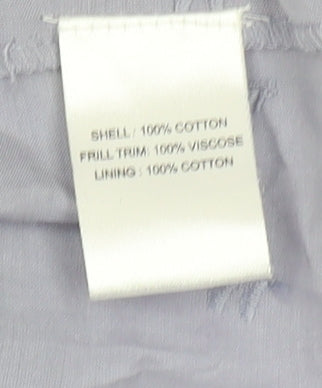 SHELL : 100% COTTON
FRILL TRIM: 100% VISCOSE
LINING : 100% COTTON